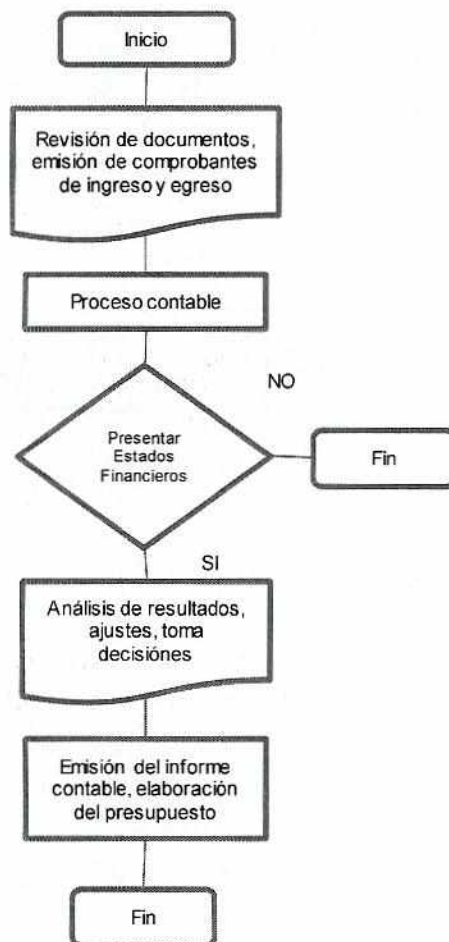 Inicio
Revisión de documentos,
emisión de comprobantes
de ingreso y egreso
Proceso contable
NO
Presentar
Estados
Financieros
Fin
SI
Análisis de resultados,
ajustes, toma
decisiónes
Emisión del informe
contable, elaboración
del presupuesto
Fin